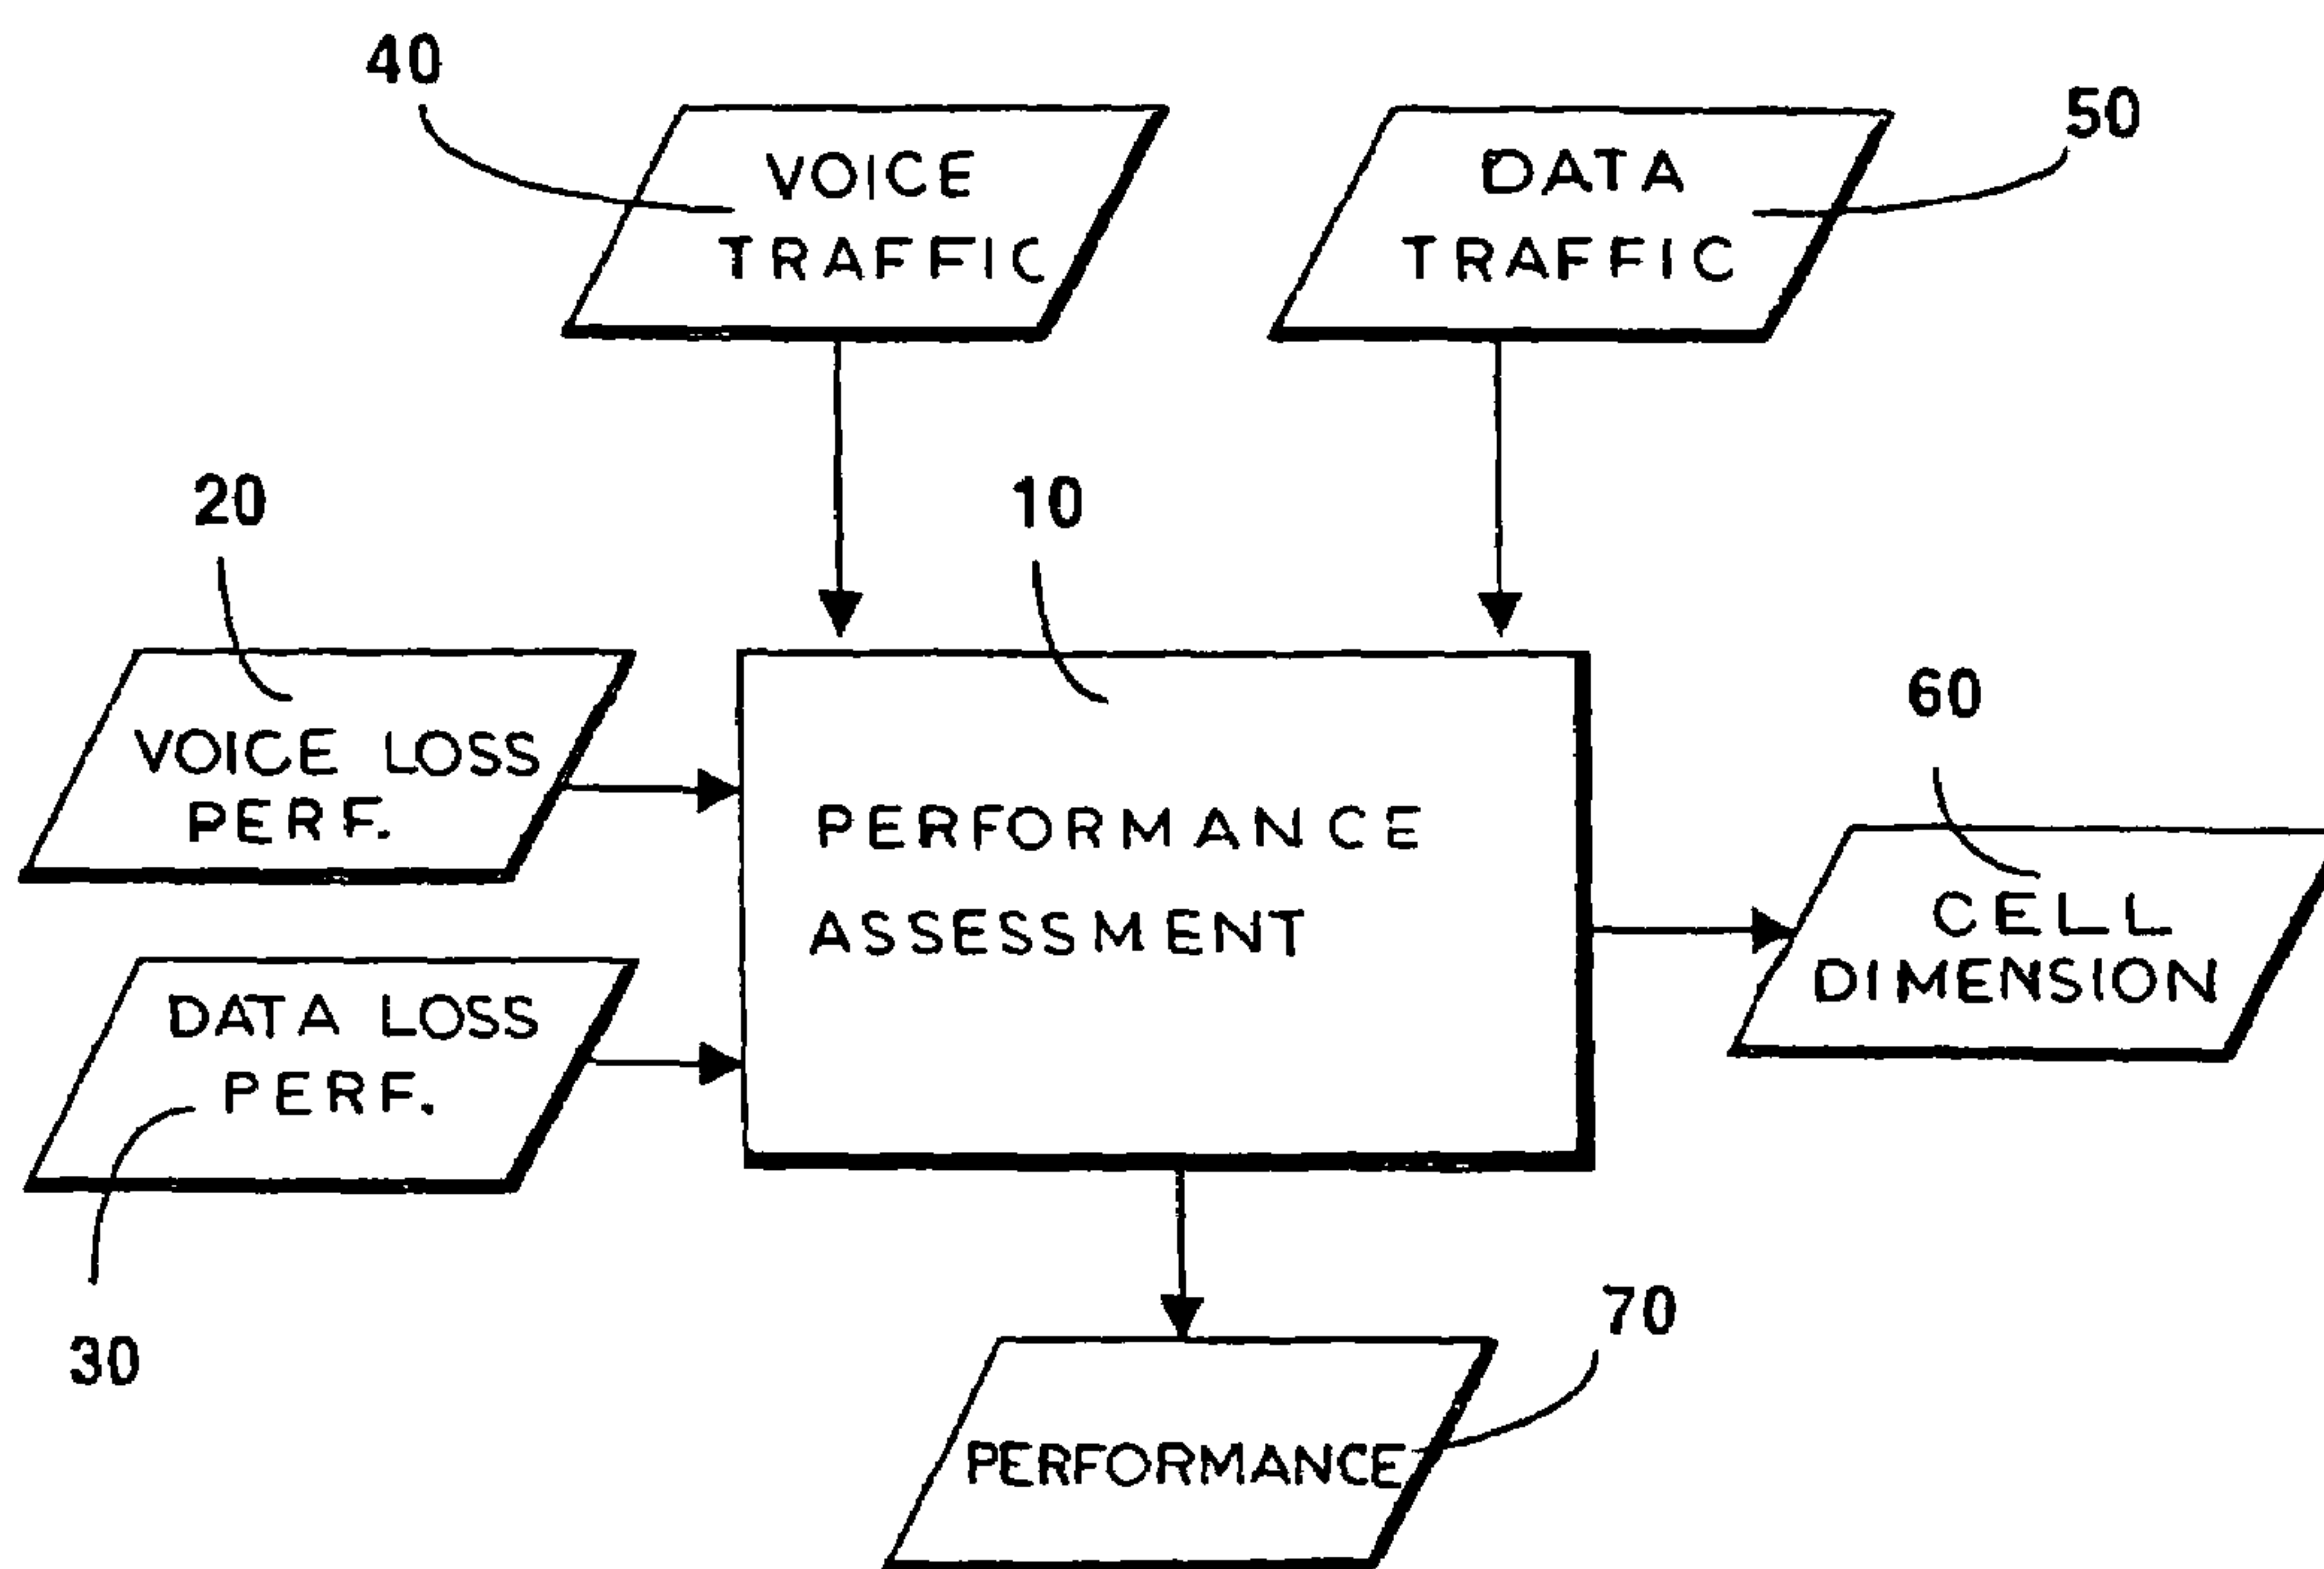 40
50
VOICE
TRAFFIC
DATA
TRAFFIC
20
10
60
VOICE LOSS
PERF.
PERFORMANCE
ASSESSMENT
CELL
DIMENSION
DATA LOSS
PERF.
30
70
PERFORMANCE